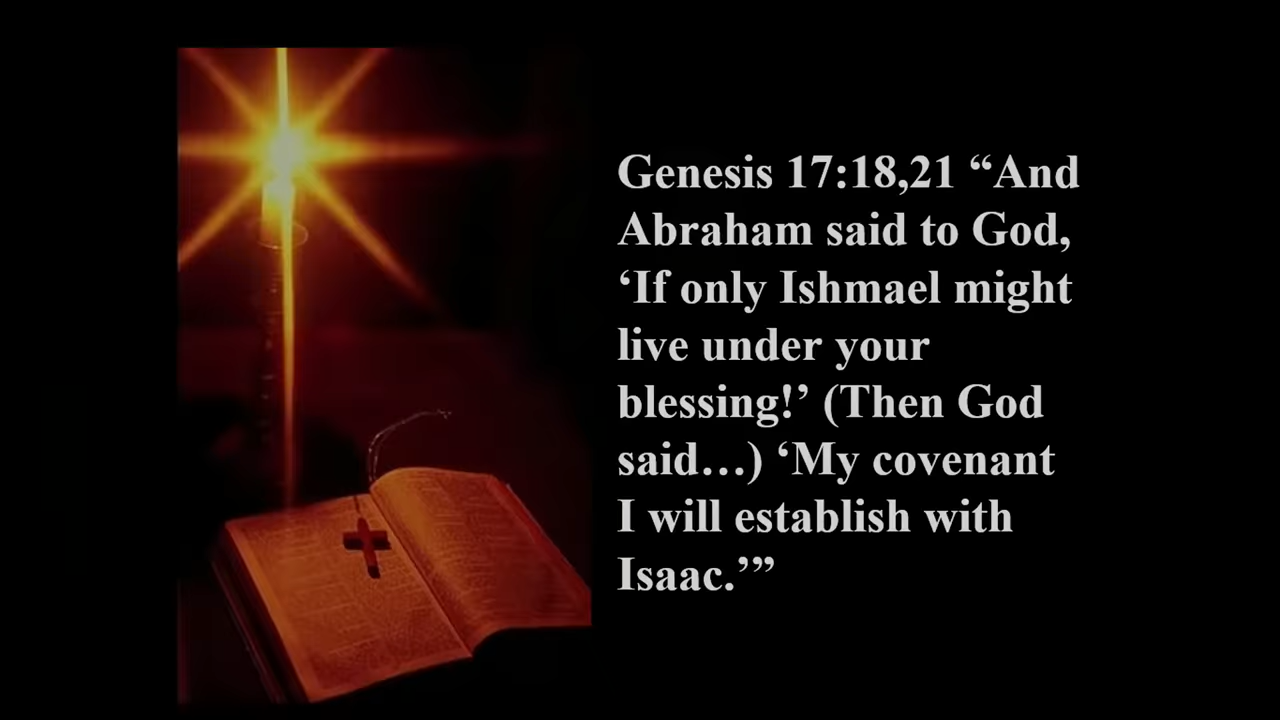 Genesis 17:18,21 “And
Abraham said to God,
‘If only Ishmael might
live under your
blessing!’ (Then God
said…) ‘My covenant
I will establish with
Isaac.’”